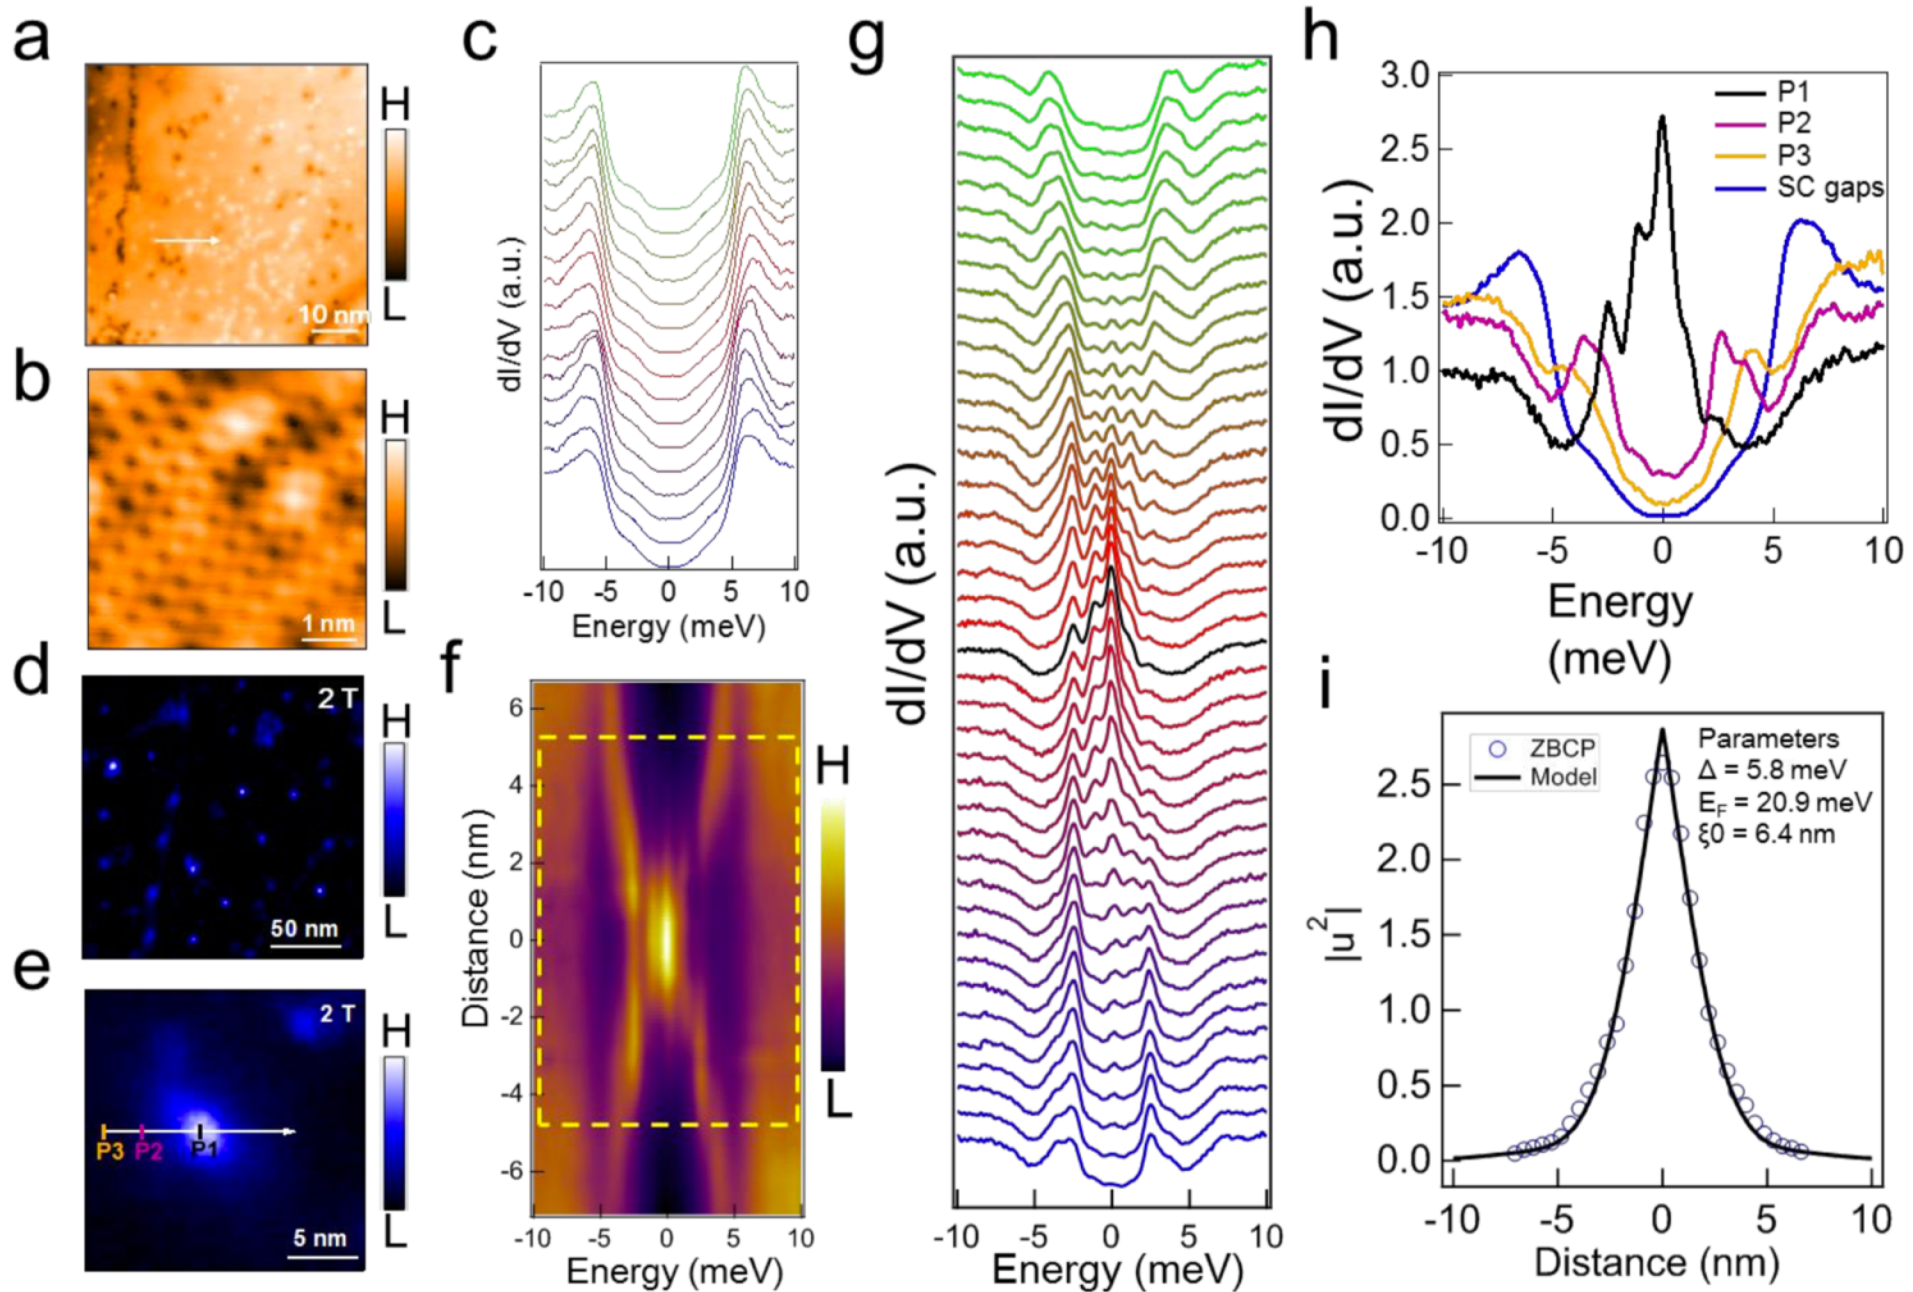 a
H
L
10 nm
b
H
L
1 nm
c
dI/dV (a.u.)
-10 -5 0 5 10
Energy (meV)
d
2 T
H
L
50 nm
e
2 T
H
L
P3 P2 P1
5 nm
f
6
4
2
0
-2
-4
-6
Distance (nm)
H
L
-10 -5 0 5 10
Energy (meV)
g
dI/dV (a.u.)
-10 -5 0 5 10
Energy (meV)
h
3.0
2.5
2.0
1.5
1.0
0.5
0.0
dI/dV (a.u.)
P1
P2
P3
SC gaps
-10 -5 0 5 10
Energy
(meV)
i
2.5
2.0
1.5
1.0
0.5
0.0
|u²|
ZBCP
Model
Parameters
Δ = 5.8 meV
E_F = 20.9 meV
ξ0 = 6.4 nm
-10 -5 0 5 10
Distance (nm)